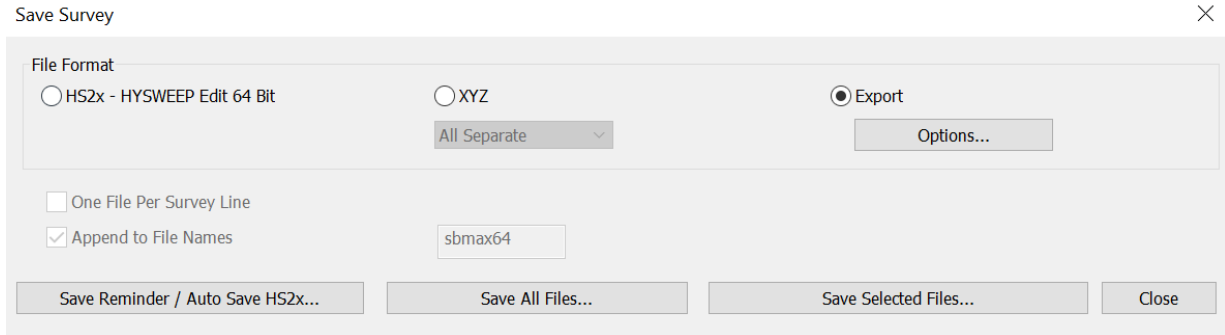 Save Survey
File Format
HS2x - HYSWEEP Edit 64 Bit
XYZ
Export
All Separate
Options...
One File Per Survey Line
Append to File Names
sbmax64
Save Reminder / Auto Save HS2x...
Save All Files...
Save Selected Files...
Close